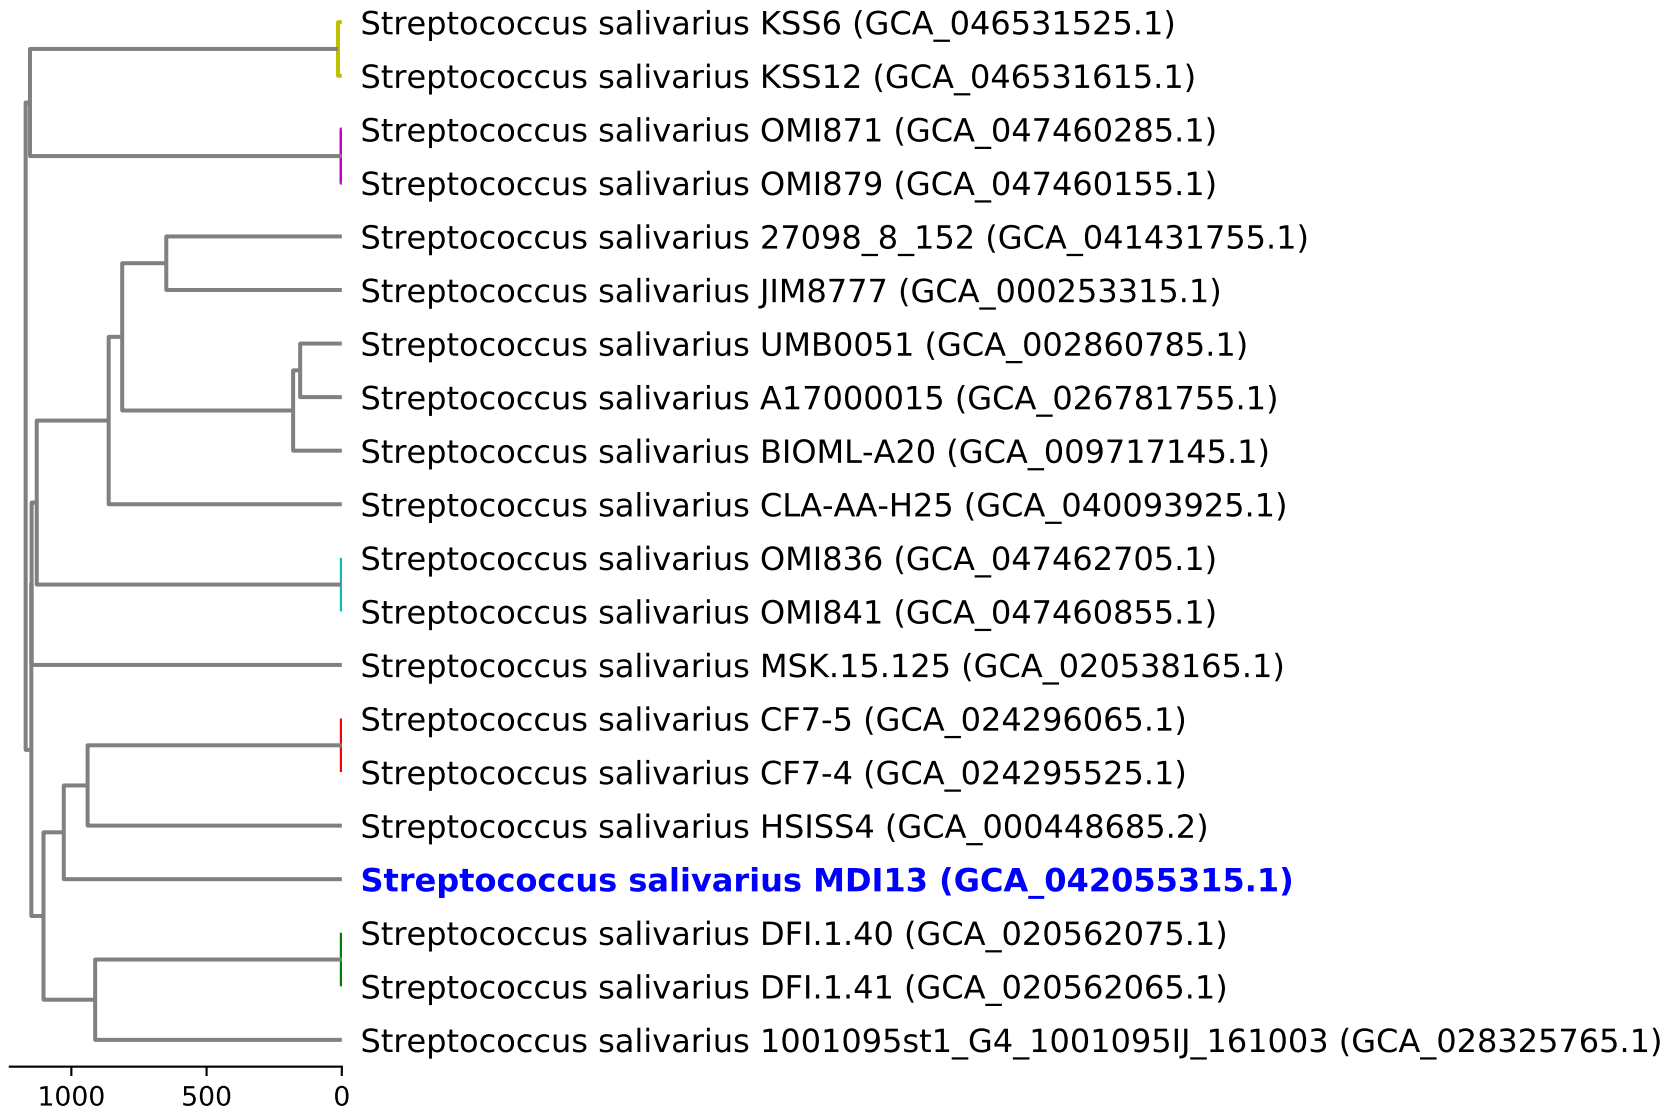 Streptococcus salivarius KSS6 (GCA_046531525.1)
Streptococcus salivarius KSS12 (GCA_046531615.1)
Streptococcus salivarius OMI871 (GCA_047460285.1)
Streptococcus salivarius OMI879 (GCA_047460155.1)
Streptococcus salivarius 27098_8_152 (GCA_041431755.1)
Streptococcus salivarius JIM8777 (GCA_000253315.1)
Streptococcus salivarius UMB0051 (GCA_002860785.1)
Streptococcus salivarius A17000015 (GCA_026781755.1)
Streptococcus salivarius BIOML-A20 (GCA_009717145.1)
Streptococcus salivarius CLA-AA-H25 (GCA_040093925.1)
Streptococcus salivarius OMI836 (GCA_047462705.1)
Streptococcus salivarius OMI841 (GCA_047460855.1)
Streptococcus salivarius MSK.15.125 (GCA_020538165.1)
Streptococcus salivarius CF7-5 (GCA_024296065.1)
Streptococcus salivarius CF7-4 (GCA_024295525.1)
Streptococcus salivarius HSISS4 (GCA_000448685.2)
Streptococcus salivarius MDI13 (GCA_042055315.1)
Streptococcus salivarius DFI.1.40 (GCA_020562075.1)
Streptococcus salivarius DFI.1.41 (GCA_020562065.1)
Streptococcus salivarius 1001095st1_G4_1001095IJ_161003 (GCA_028325765.1)
1000 500 0